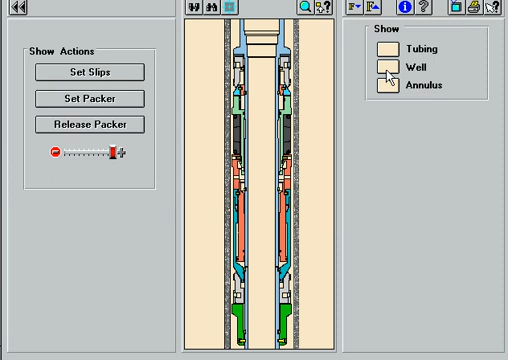 Show Actions
Set Slips
Set Packer
Release Packer
F
F
i
?
?
?
Show
Tubing
Well
Annulus